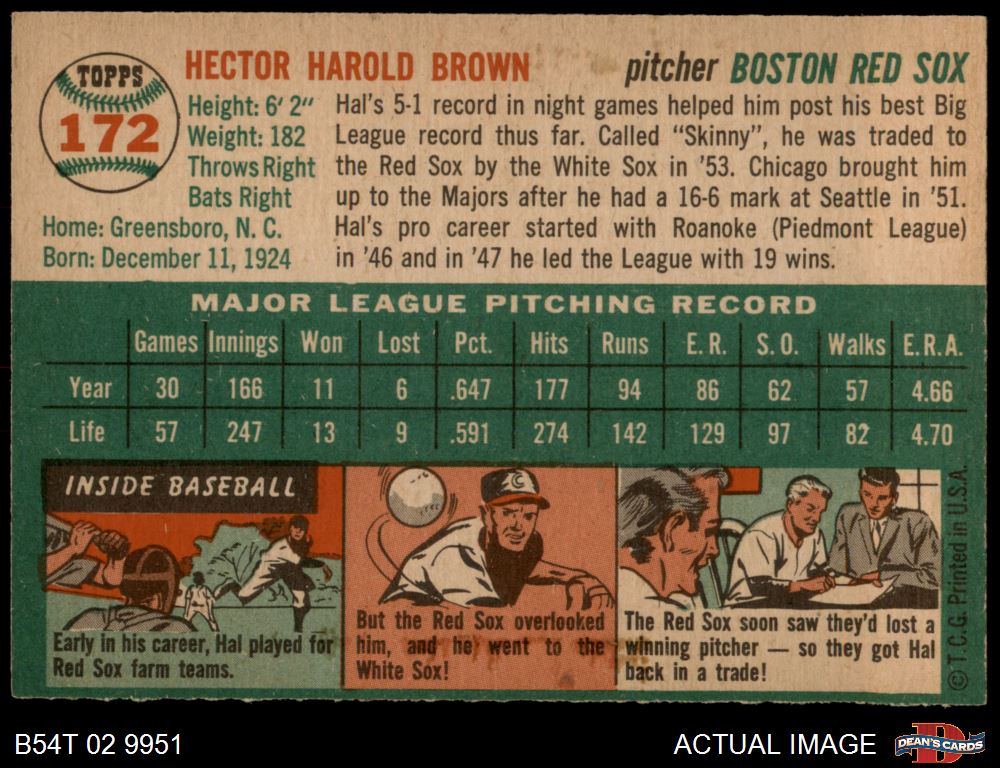 TOPPS
172
HECTOR HAROLD BROWN
pitcher BOSTON RED SOX
Height: 6' 2"
Weight: 182
Throws Right
Bats Right
Home: Greensboro, N. C.
Born: December 11, 1924
Hal's 5-1 record in night games helped him post his best Big
League record thus far. Called "Skinny", he was traded to
the Red Sox by the White Sox in '53. Chicago brought him
up to the Majors after he had a 16-6 mark at Seattle in '51.
Hal's pro career started with Roanoke (Piedmont League)
in '46 and in '47 he led the League with 19 wins.
MAJOR LEAGUE PITCHING RECORD
Games Innings Won Lost Pct. Hits Runs E. R. S. O. Walks E.R.A.
Year 30 166 11 6 .647 177 94 86 62 57 4.66
Life 57 247 13 9 .591 274 142 129 97 82 4.70
INSIDE BASEBALL
Early in his career, Hal played for
Red Sox farm teams.
C
But the Red Sox overlooked
him, and he went to the
White Sox!
The Red Sox soon saw they'd lost a
winning pitcher — so they got Hal
back in a trade!
© T.C.G. Printed in U.S.A.
B54T 02 9951
ACTUAL IMAGE
D
DEAN'S CARDS